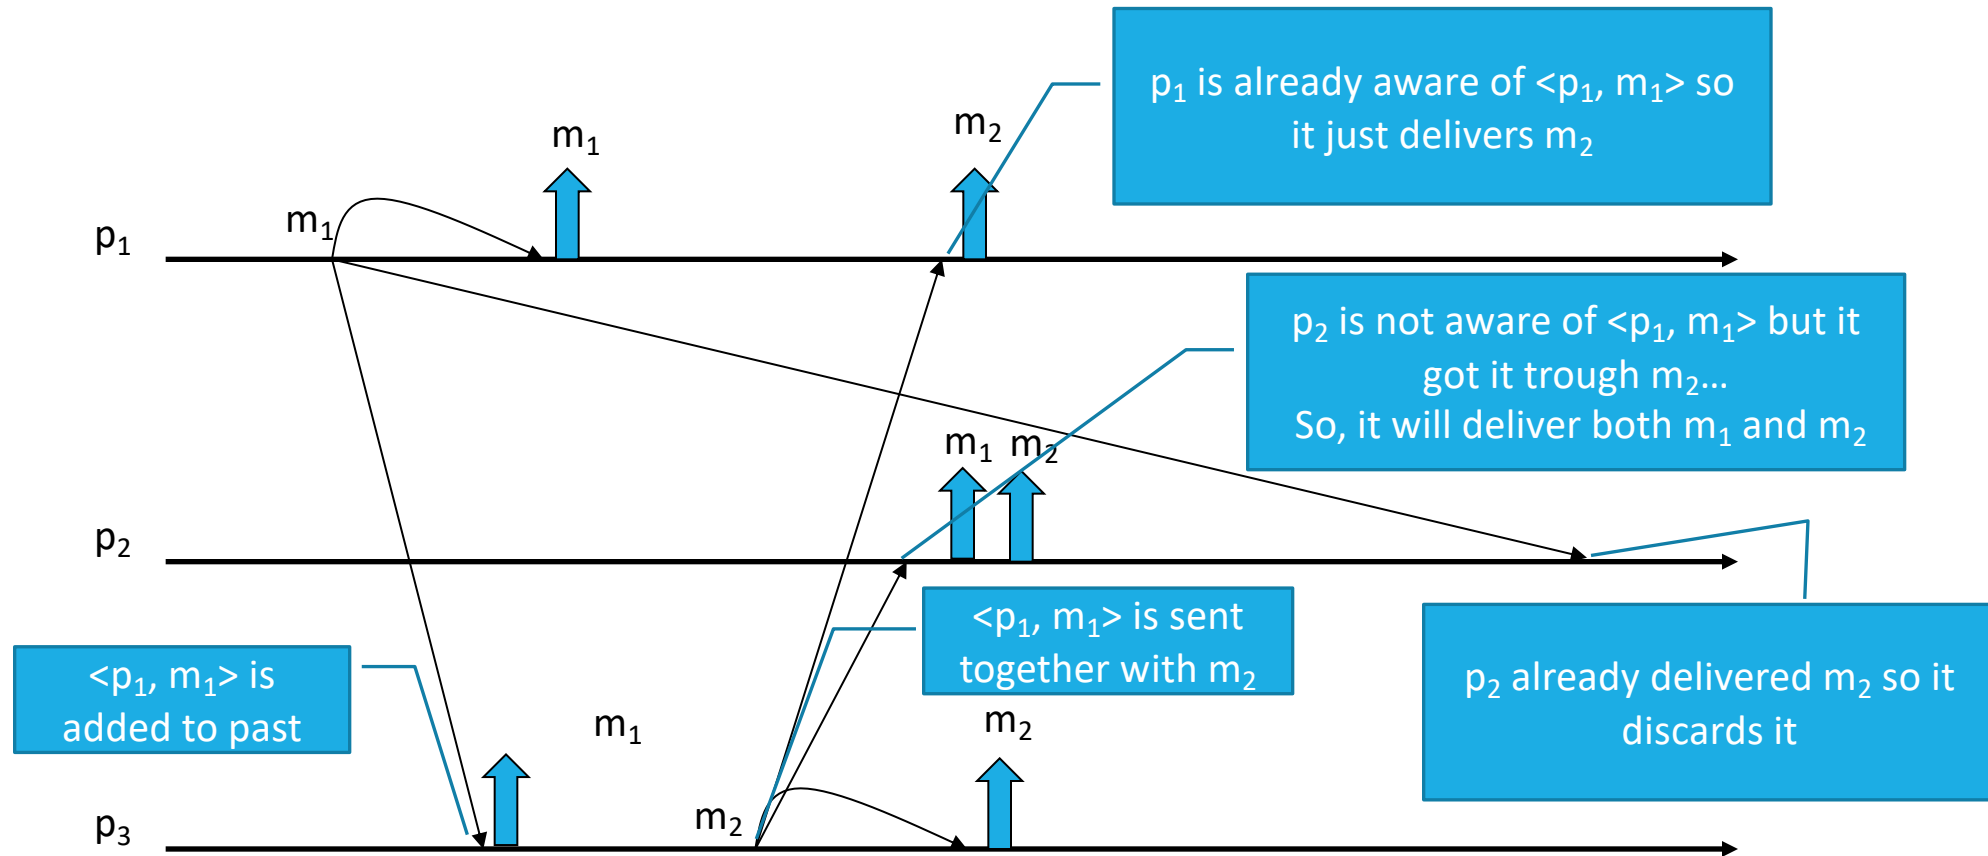 p₁ is already aware of <p₁, m₁> so
it just delivers m₂
m₁
m₂
m₁
p₁
p₂ is not aware of <p₁, m₁> but it
got it trough m₂...
So, it will deliver both m₁ and m₂
m₁ m₂
p₂
<p₁, m₁> is sent
together with m₂
p₂ already delivered m₂ so it
discards it
<p₁, m₁> is
added to past
m₁
m₂
m₂
p₃